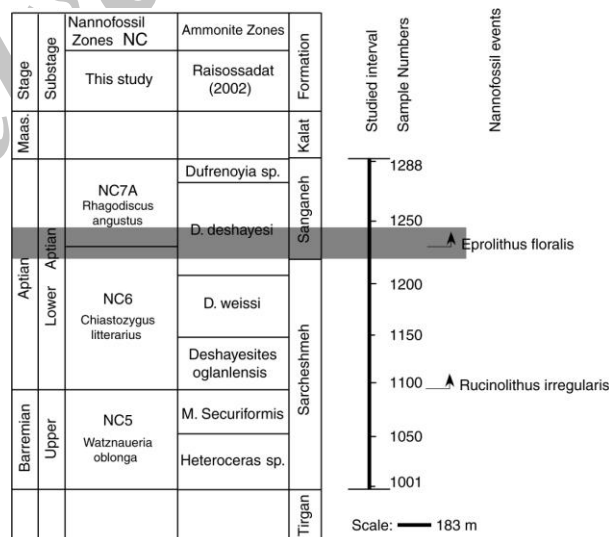 Stage
Substage
Nannofossil
Zones NC
This study
Ammonite Zones
Raisossadat
(2002)
Formation
Studied interval
Sample Numbers
Nannofossil events
Maas.
Kalat
Aptian
Lower Aptian
NC7A
Rhagodiscus
angustus
NC6
Chiastozygus
litterarius
Dufrenoyia sp.
D. deshayesi
D. weissi
Deshayesites
oglanlensis
Sanganeh
Sarcheshmeh
Barremian
Upper
NC5
Watznaueria
oblonga
M. Securiformis
Heteroceras sp.
Tirgan
1288
1250
1200
1150
1100
1050
1001
Eprolithus floralis
Rucinolithus irregularis
Scale: 183 m